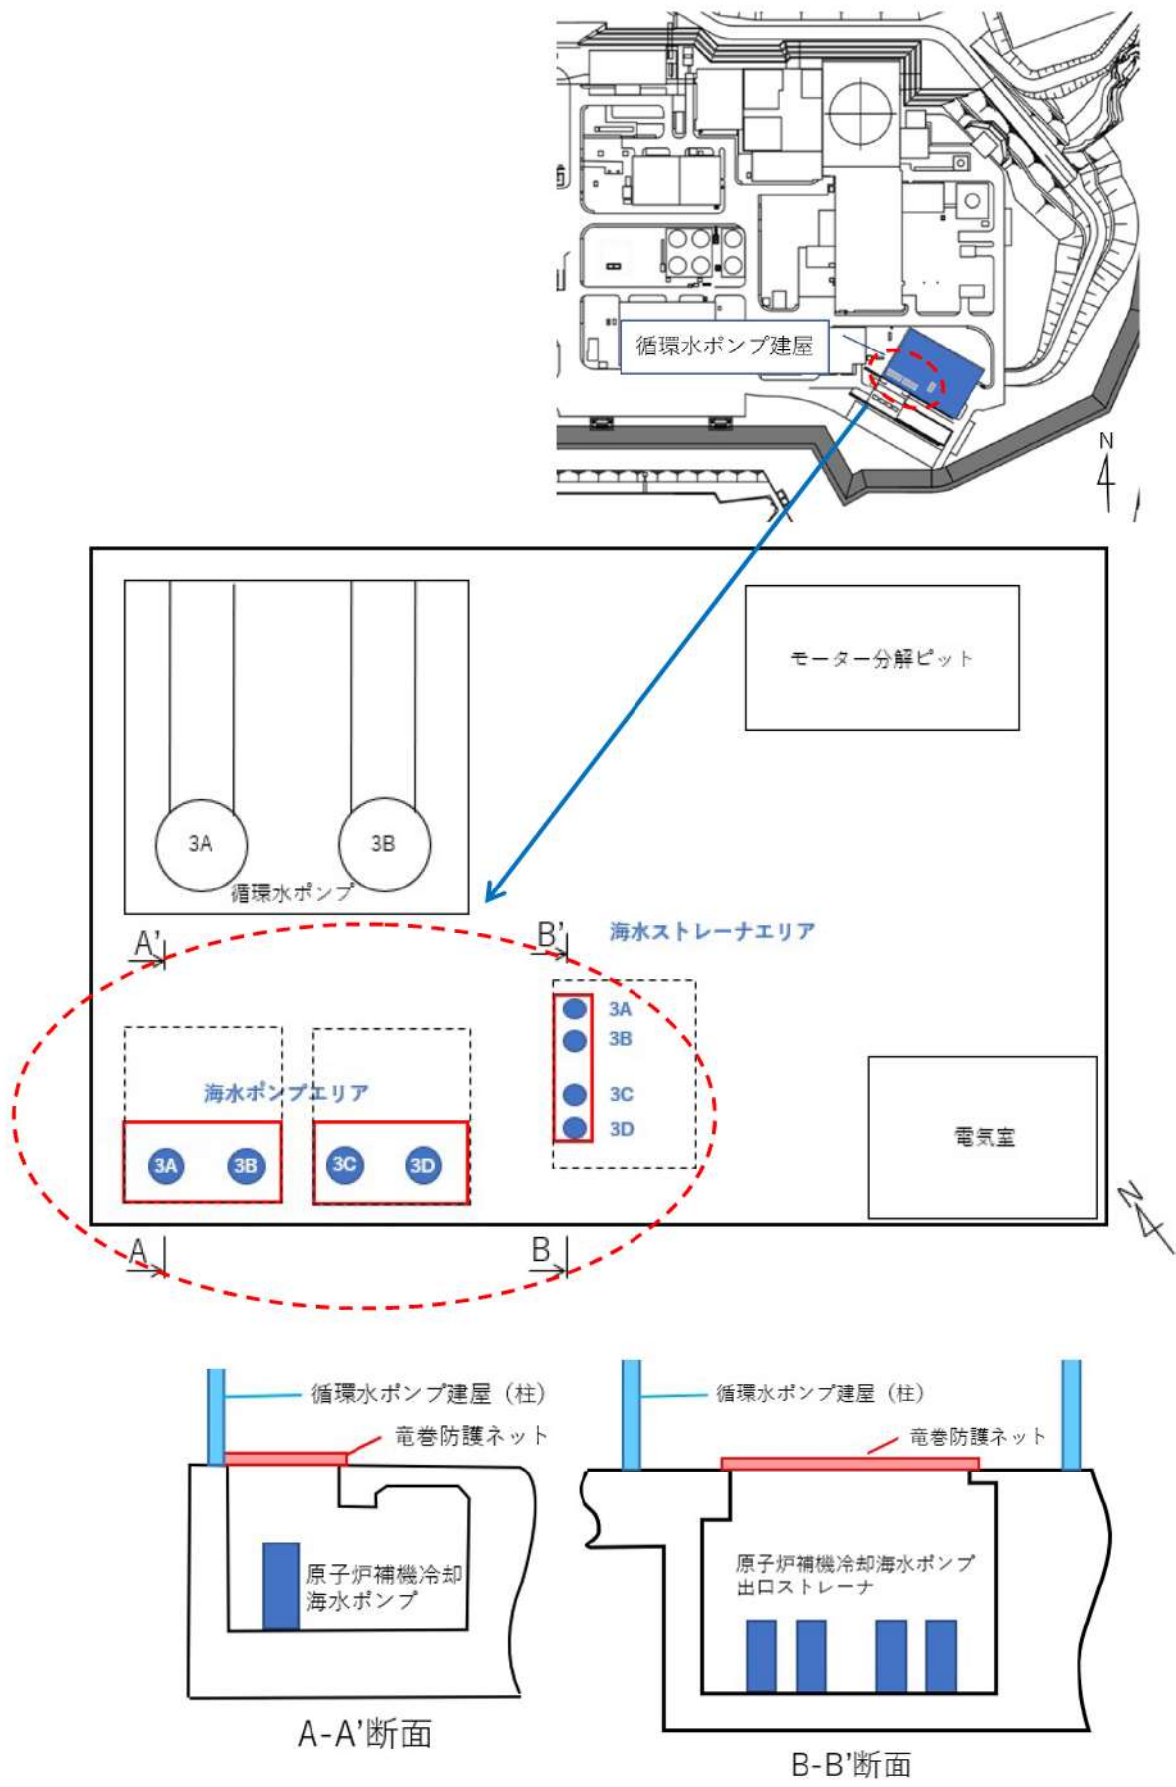 循環水ポンプ建屋
N
モーター分解ピット
3A
3B
循環水ポンプ
A'
B'
海水ストレーナエリア
3A
3B
3C
3D
海水ポンプエリア
3A
3B
3C
3D
電気室
N
A
B
循環水ポンプ建屋（柱）
竜巻防護ネット
原子炉補機冷却
海水ポンプ
A-A'断面
循環水ポンプ建屋（柱）
竜巻防護ネット
原子炉補機冷却海水ポンプ
出口ストレーナ
B-B'断面